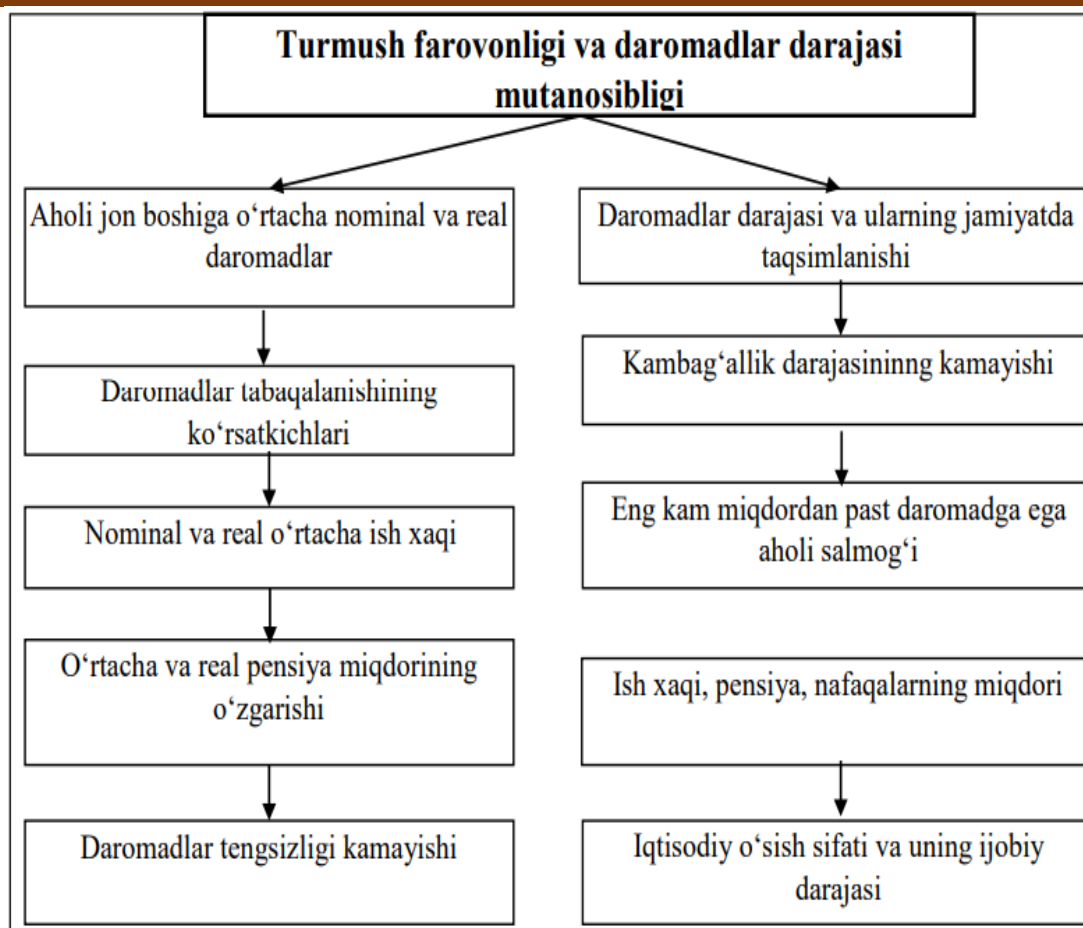 Turmush farovonligi va daromadlar darajasi
mutanosibligi
Aholi jon boshiga o‘rtacha nominal va real
daromadlar
Daromadlar tabaqalanishining
ko‘rsatkichlari
Nominal va real o‘rtacha ish xaqi
O‘rtacha va real pensiya miqdorining
o‘zgarishi
Daromadlar tengsizligi kamayishi
Daromadlar darajasi va ularning jamiyatda
taqsimlanishi
Kambag‘allik darajasininng kamayishi
Eng kam miqdordan past daromadga ega
aholi salmog‘i
Ish xaqi, pensiya, nafaqalarning miqdori
Iqtisodiy o‘sish sifati va uning ijobiy
darajasi